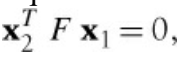 𝐱₂ᵀ F 𝐱₁ = 0,